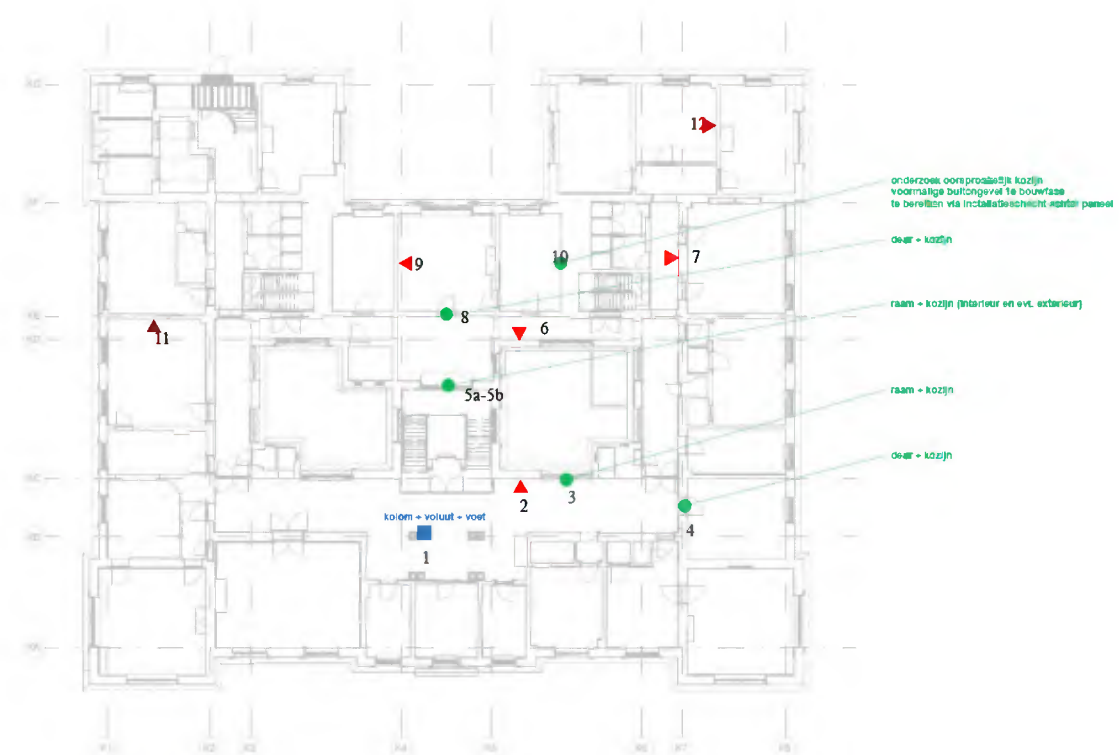 12
onderzoek oorspronkelijk kozijn
voormalige buitengevel 1e bouwfase
te bereiken via installatieschacht achter paneel
deur + kozijn
10
7
9
raam + kozijn (interieur en evt. exterieur)
8
6
11
5a-5b
raam + kozijn
deur + kozijn
3
2
kolom + voluut + voet
4
1